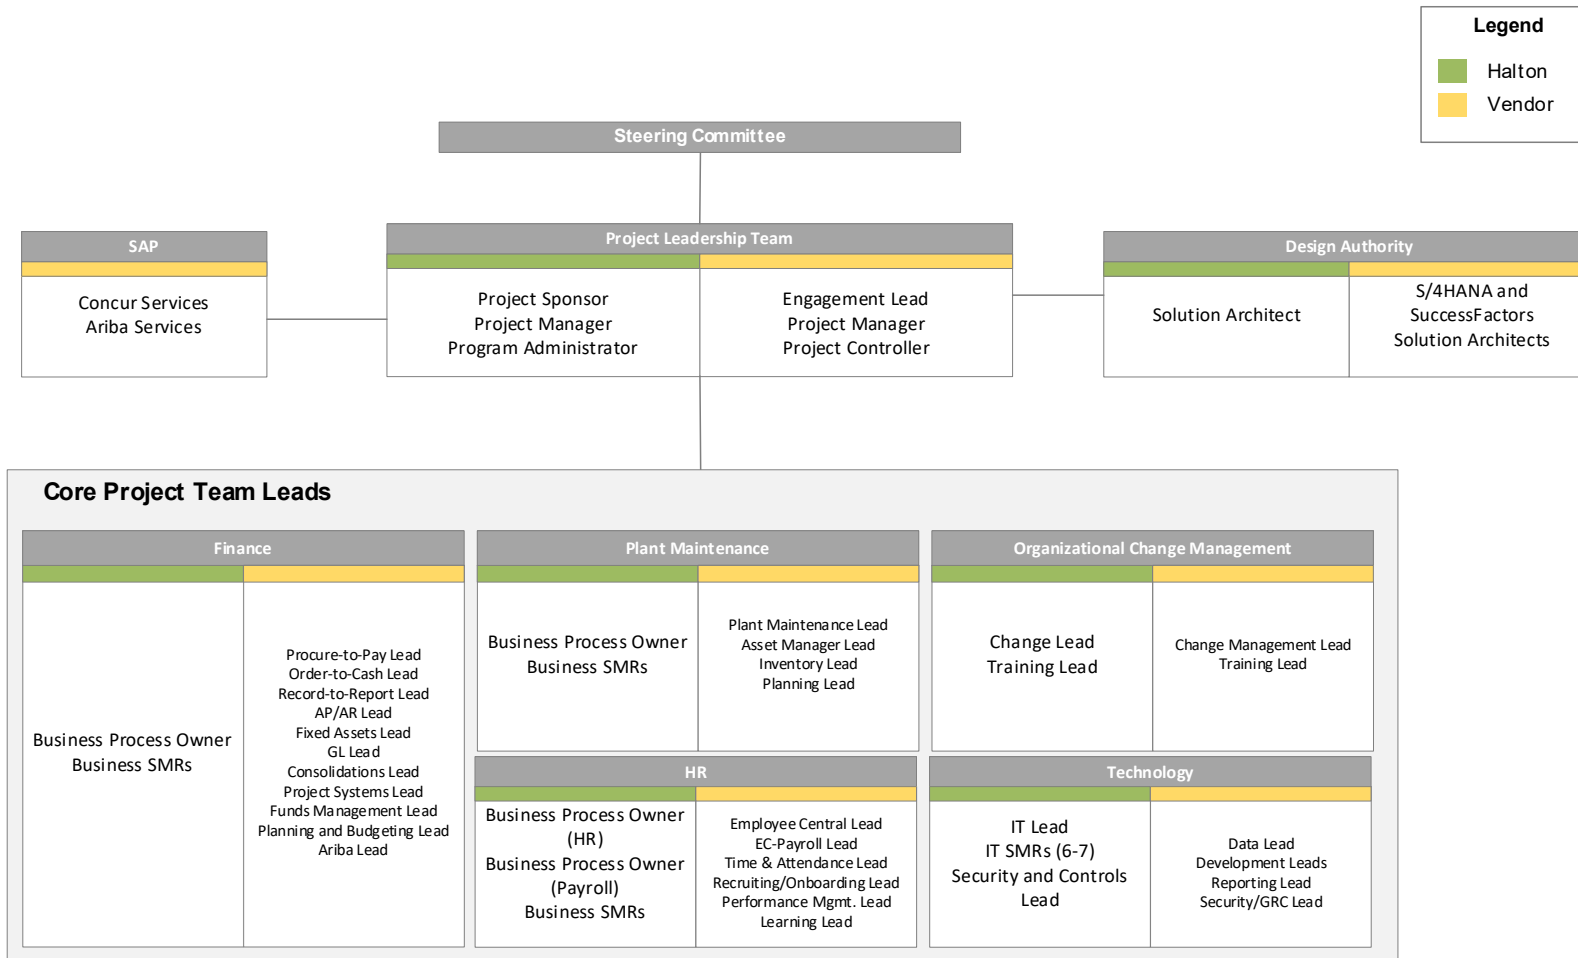 Legend
Halton
Vendor
Steering Committee
SAP
Concur Services
Ariba Services
Project Leadership Team
Project Sponsor
Project Manager
Program Administrator
Engagement Lead
Project Manager
Project Controller
Design Authority
Solution Architect
S/4HANA and
SuccessFactors
Solution Architects
Core Project Team Leads
Finance
Business Process Owner
Business SMRs
Procure-to-Pay Lead
Order-to-Cash Lead
Record-to-Report Lead
AP/AR Lead
Fixed Assets Lead
GL Lead
Consolidations Lead
Project Systems Lead
Funds Management Lead
Planning and Budgeting Lead
Ariba Lead
Plant Maintenance
Business Process Owner
Business SMRs
Plant Maintenance Lead
Asset Manager Lead
Inventory Lead
Planning Lead
Organizational Change Management
Change Lead
Training Lead
Change Management Lead
Training Lead
HR
Business Process Owner
(HR)
Business Process Owner
(Payroll)
Business SMRs
Employee Central Lead
EC-Payroll Lead
Time & Attendance Lead
Recruiting/Onboarding Lead
Performance Mgmt. Lead
Learning Lead
Technology
IT Lead
IT SMRs (6-7)
Security and Controls
Lead
Data Lead
Development Leads
Reporting Lead
Security/GRC Lead